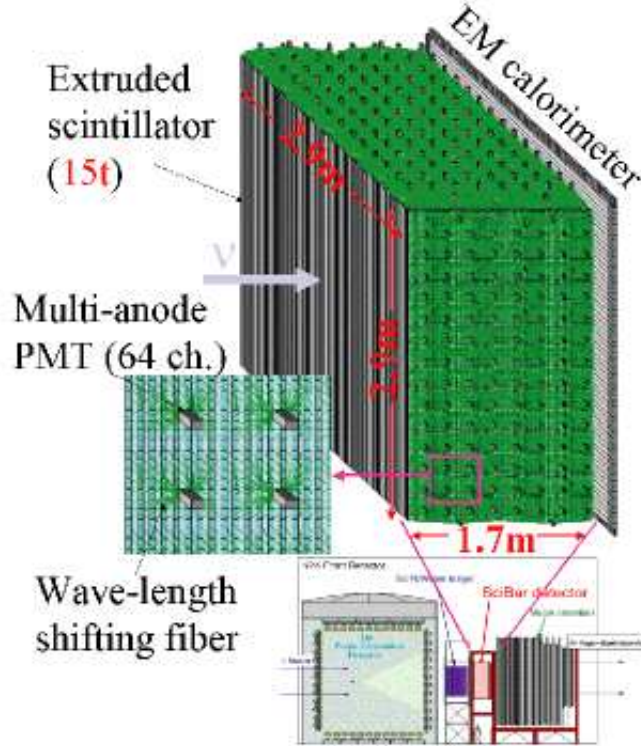 Extruded
scintillator
(15t)
EM calorimeter
2.9m
ν
Multi-anode
PMT (64 ch.)
2.9m
1.7m
Wave-length
shifting fiber
SciBar detector